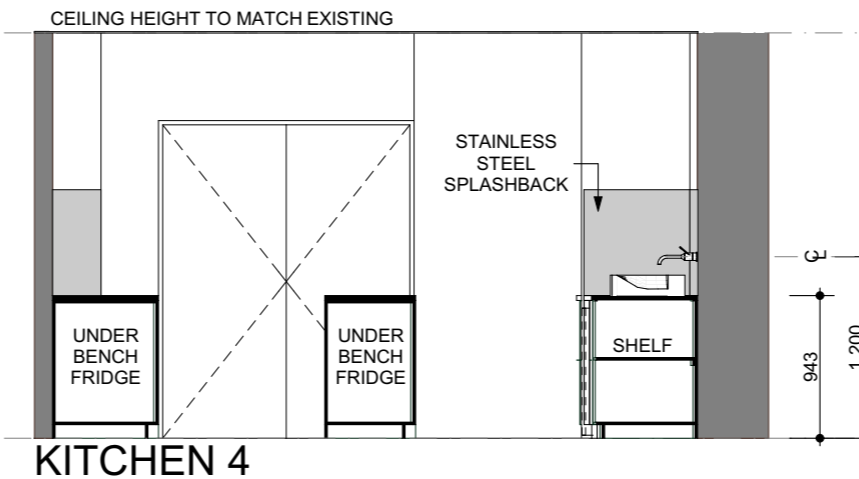 CEILING HEIGHT TO MATCH EXISTING
STAINLESS
STEEL
SPLASHBACK
CL
UNDER
BENCH
FRIDGE
UNDER
BENCH
FRIDGE
SHELF
943
1,200
KITCHEN 4